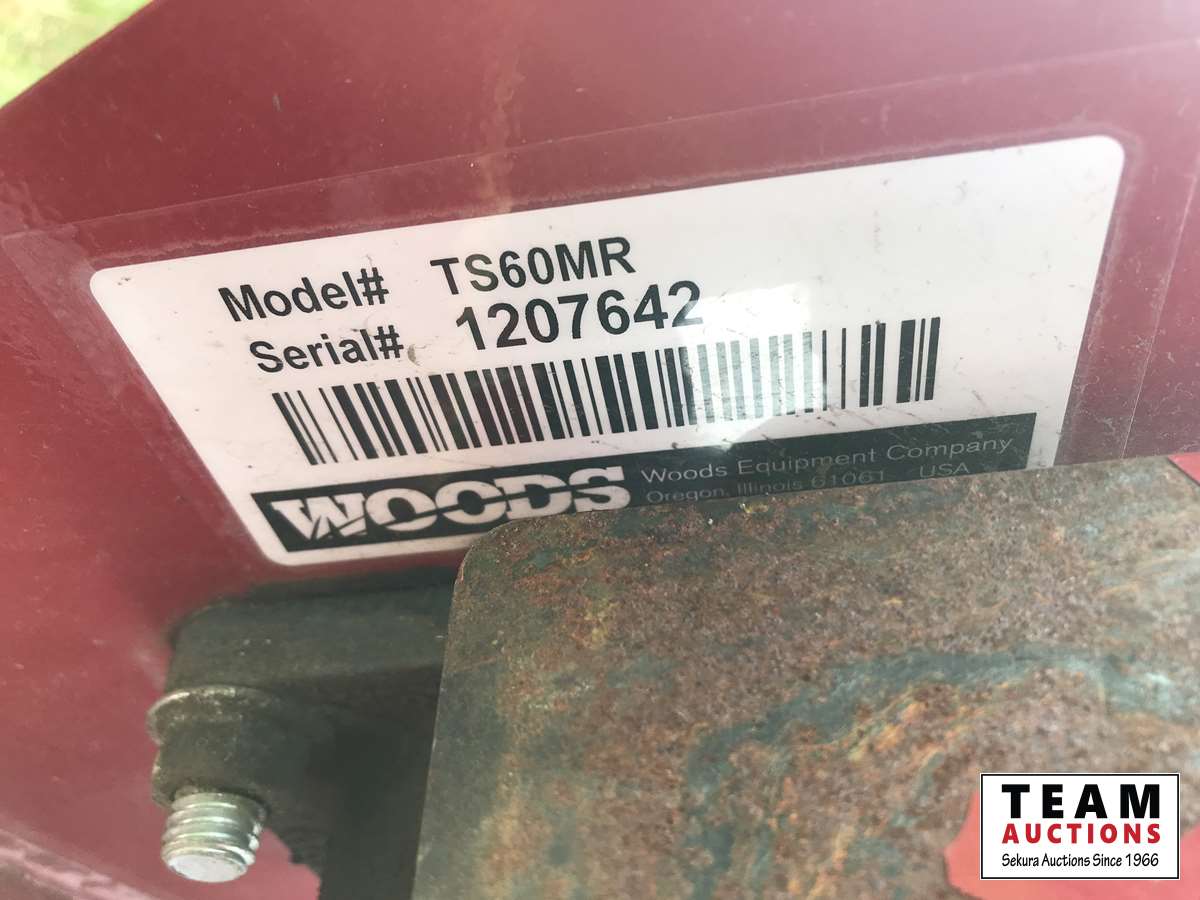 Model# TS60MR
Serial# 1207642
WOODS
Woods Equipment Company
Oregon, Illinois 61061 USA
TEAM
AUCTIONS
Sekura Auctions Since 1966